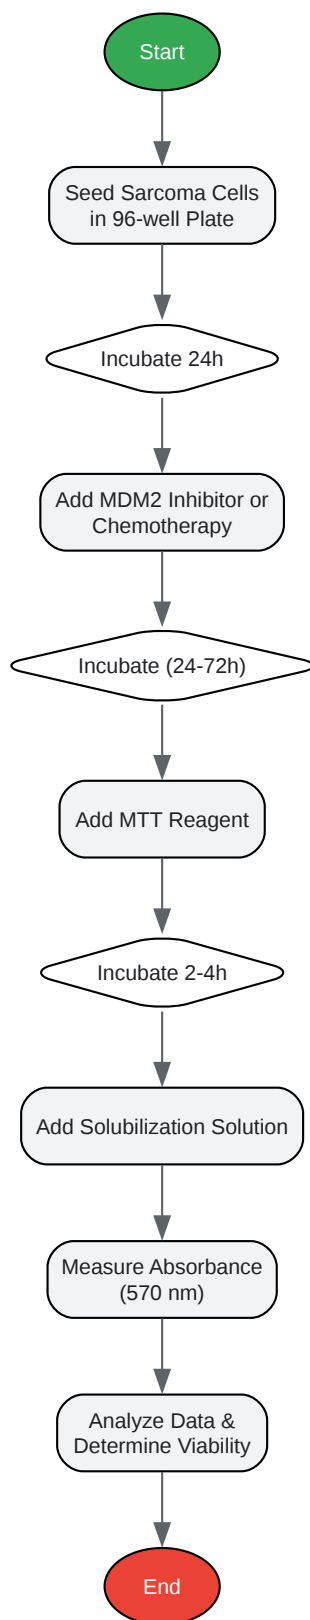 Start
Seed Sarcoma Cells
in 96-well Plate
Incubate 24h
Add MDM2 Inhibitor or
Chemotherapy
Incubate (24-72h)
Add MTT Reagent
Incubate 2-4h
Add Solubilization Solution
Measure Absorbance
(570 nm)
Analyze Data &
Determine Viability
End